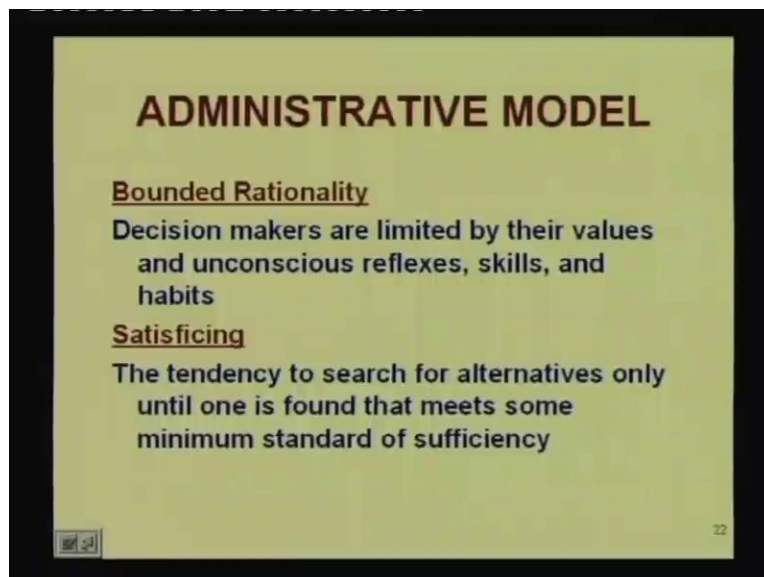 ADMINISTRATIVE MODEL
Bounded Rationality
Decision makers are limited by their values
and unconscious reflexes, skills, and
habits
Satisficing
The tendency to search for alternatives only
until one is found that meets some
minimum standard of sufficiency
22